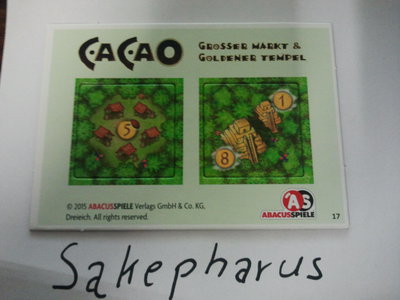 CACAO
GROSSER MARKT &
GOLDENER TEMPEL
5
1
8
© 2015 ABACUSSPIELE Verlags GmbH & Co. KG,
Dreieich. All rights reserved.
AS
ABACUSSPIELE
17
Sakepharus